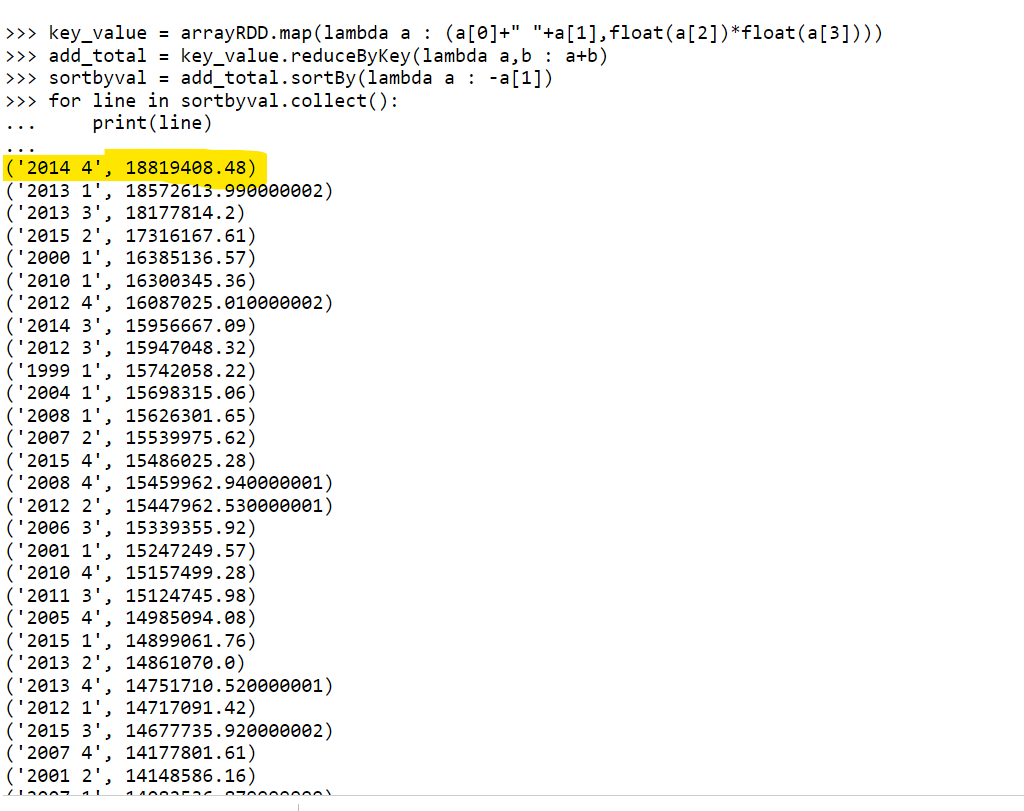 >>> key_value = arrayRDD.map(lambda a : (a[0]+" "+a[1],float(a[2])*float(a[3])))
>>> add_total = key_value.reduceByKey(lambda a,b : a+b)
>>> sortbyval = add_total.sortBy(lambda a : -a[1])
>>> for line in sortbyval.collect():
...     print(line)
...
('2014 4', 18819408.48)
('2013 1', 18572613.990000002)
('2013 3', 18177814.2)
('2015 2', 17316167.61)
('2000 1', 16385136.57)
('2010 1', 16300345.36)
('2012 4', 16087025.010000002)
('2014 3', 15956667.09)
('2012 3', 15947048.32)
('1999 1', 15742058.22)
('2004 1', 15698315.06)
('2008 1', 15626301.65)
('2007 2', 15539975.62)
('2015 4', 15486025.28)
('2008 4', 15459962.940000001)
('2012 2', 15447962.530000001)
('2006 3', 15339355.92)
('2001 1', 15247249.57)
('2010 4', 15157499.28)
('2011 3', 15124745.98)
('2005 4', 14985094.08)
('2015 1', 14899061.76)
('2013 2', 14861070.0)
('2013 4', 14751710.520000001)
('2012 1', 14717091.42)
('2015 3', 14677735.920000002)
('2007 4', 14177801.61)
('2001 2', 14148586.16)